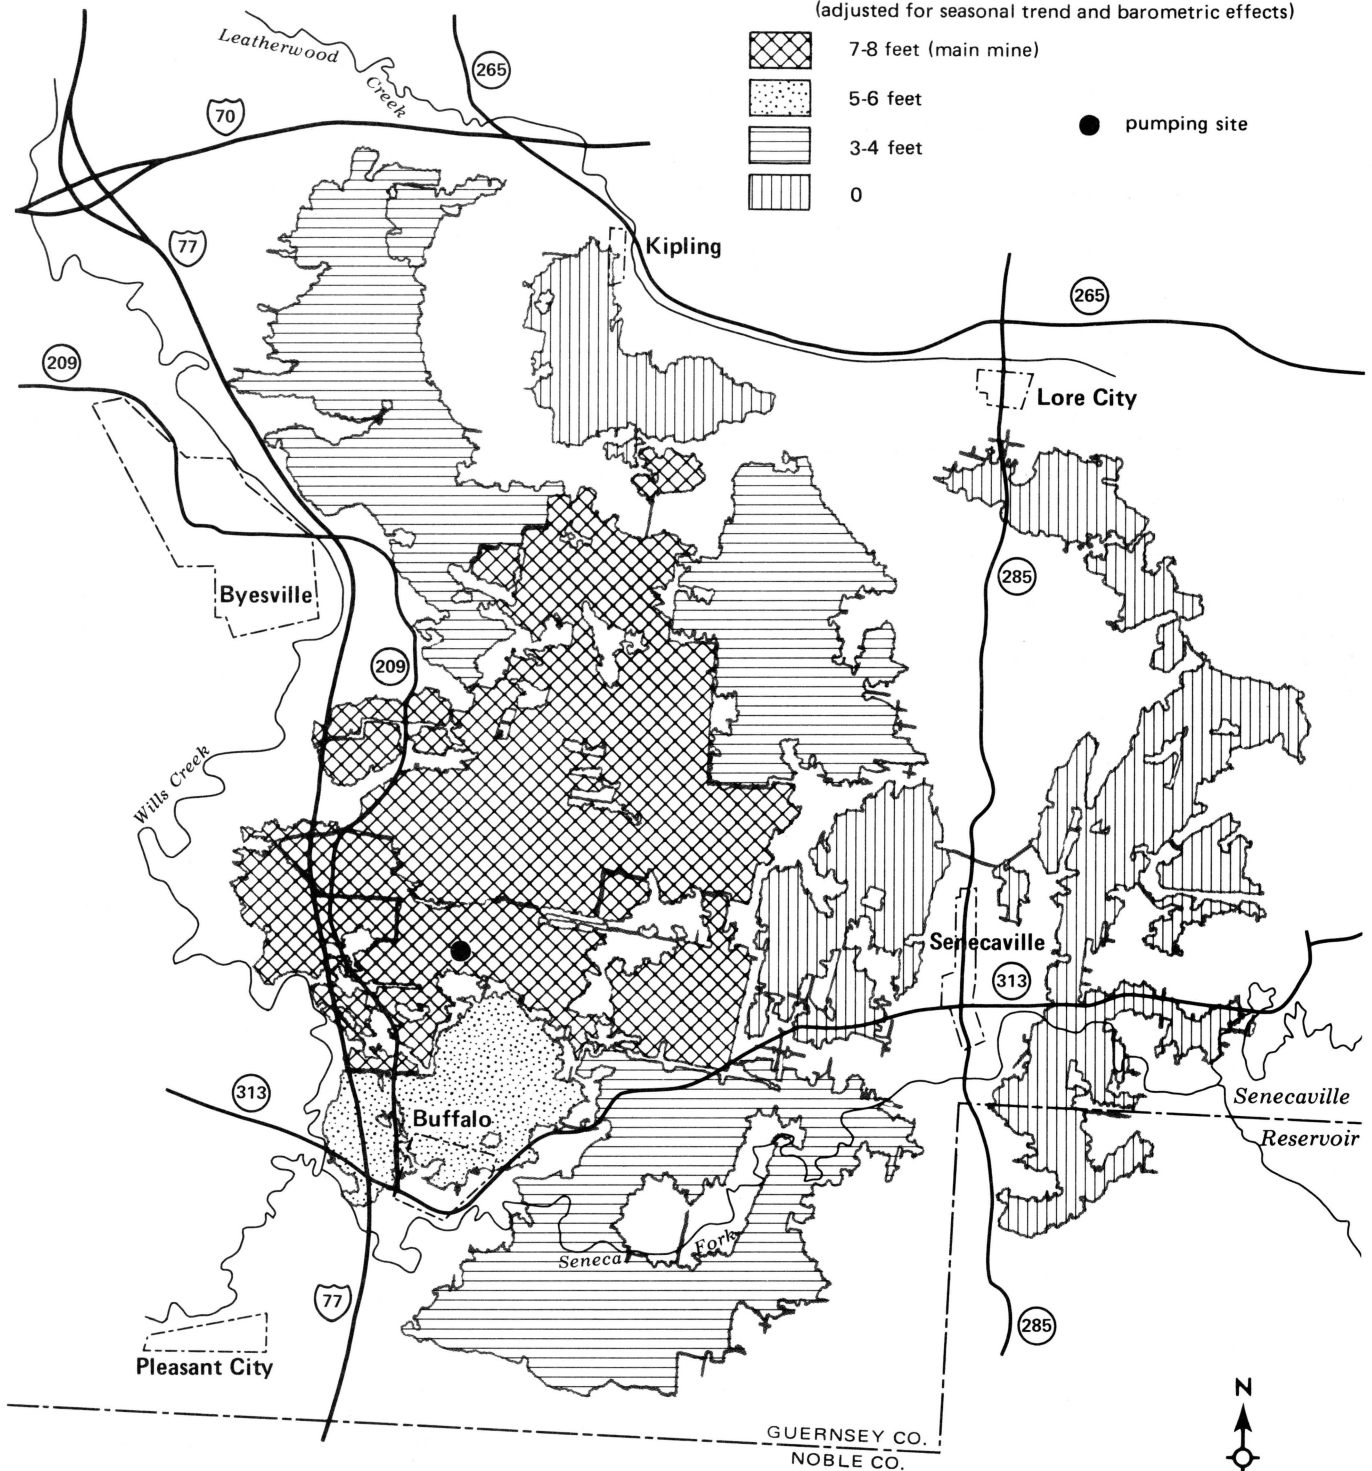 (adjusted for seasonal trend and barometric effects)
7-8 feet (main mine)
5-6 feet
3-4 feet
0
pumping site
Leatherwood
Creek
265
70
77
Kipling
265
209
Lore City
285
Byesville
209
Wills Creek
Senecaville
313
313
Buffalo
Senecaville
Reservoir
Seneca
Fork
77
285
Pleasant City
N
GUERNSEY CO.
NOBLE CO.